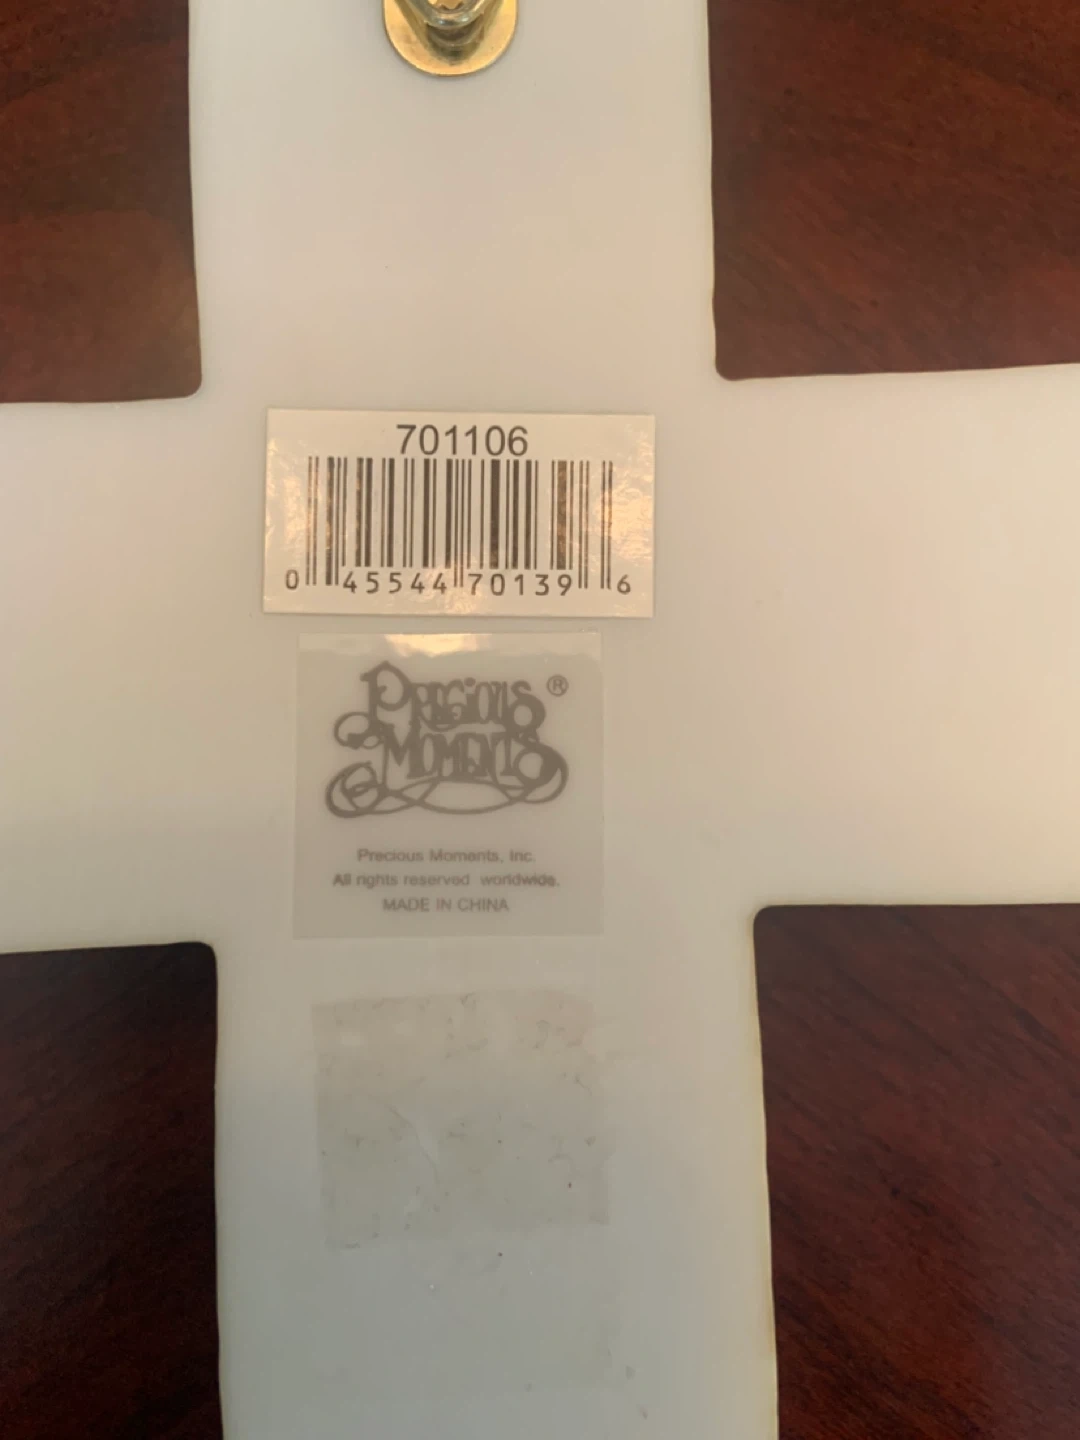 701106
0 45544 70139 6
Precious ®
Moments
Precious Moments, Inc.
All rights reserved worldwide.
MADE IN CHINA